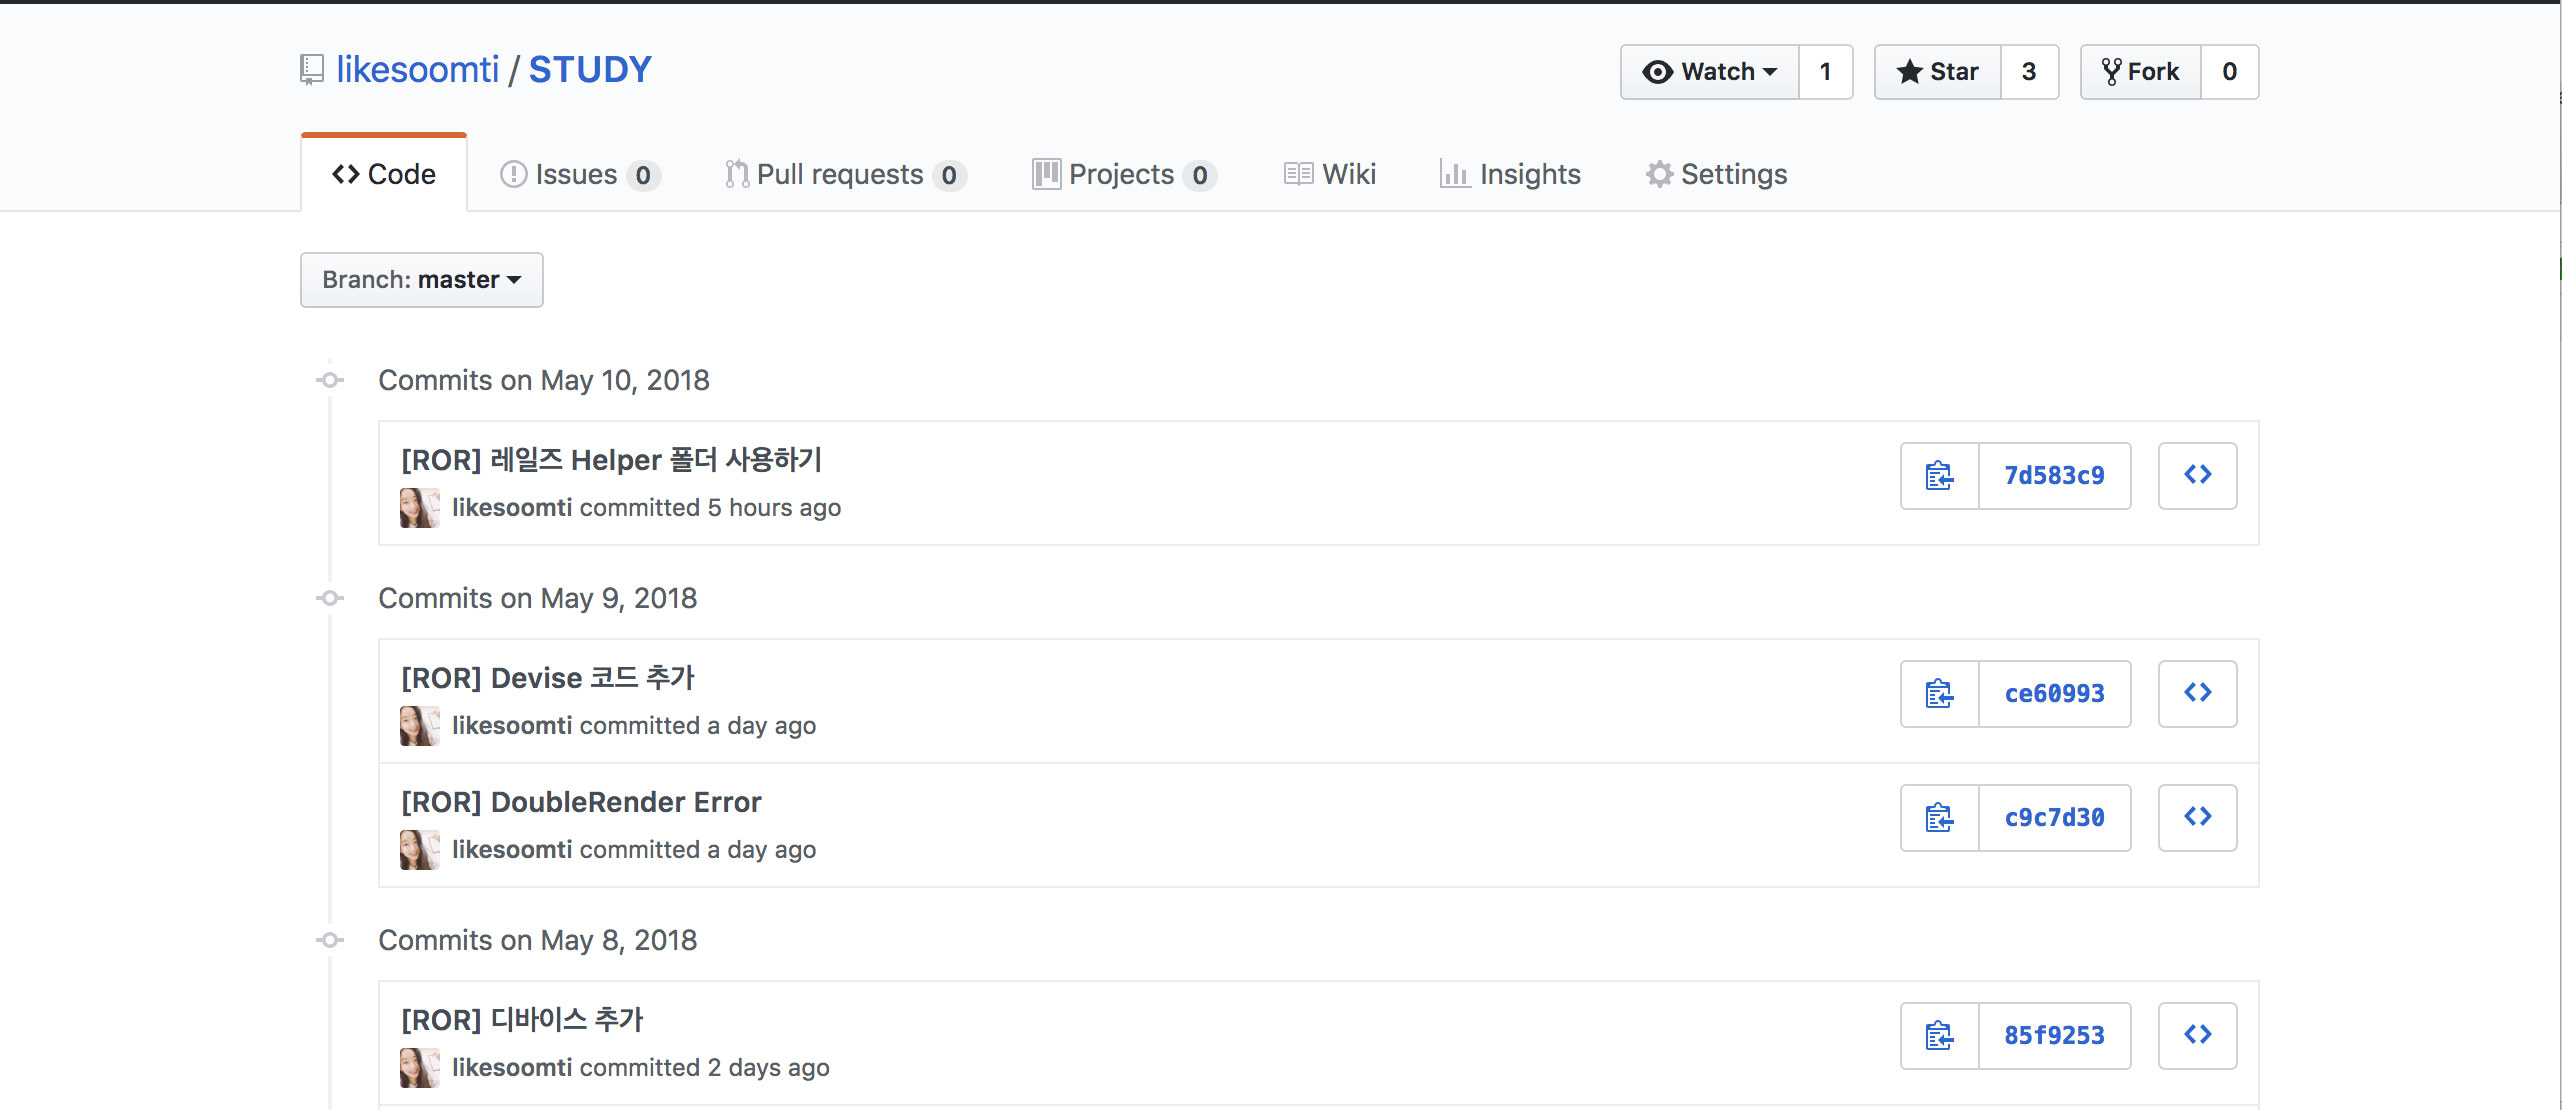 likesoomti / STUDY
Watch 1 Star 3 Fork 0
Code Issues 0 Pull requests 0 Projects 0 Wiki Insights Settings
Branch: master
Commits on May 10, 2018
[ROR] 레일즈 Helper 폴더 사용하기
7d583c9
likesoomti committed 5 hours ago
Commits on May 9, 2018
[ROR] Devise 코드 추가
ce60993
likesoomti committed a day ago
[ROR] DoubleRender Error
c9c7d30
likesoomti committed a day ago
Commits on May 8, 2018
[ROR] 디바이스 추가
85f9253
likesoomti committed 2 days ago